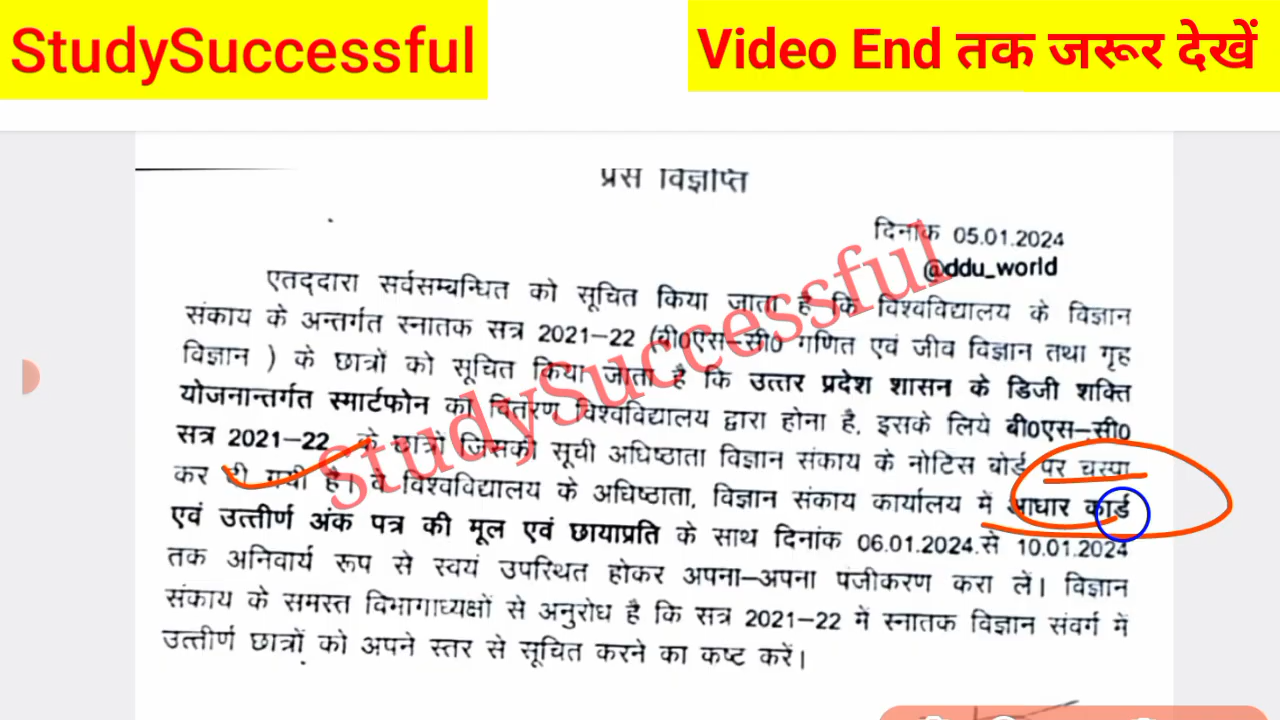 StudySuccessful
Video End तक जरूर देखें
प्रेस विज्ञप्ति
दिनांक 05.01.2024
@ddu_world
एतद्द्वारा सर्वसम्बन्धित को सूचित किया जाता है कि विश्वविद्यालय के विज्ञान
संकाय के अन्तर्गत स्नातक सत्र 2021–22 (बी0एस–सी0 गणित एवं जीव विज्ञान तथा गृह
विज्ञान ) के छात्रों को सूचित किया जाता है कि उत्तर प्रदेश शासन के डिजी शक्ति
योजनान्तर्गत स्मार्टफोन का वितरण विश्वविद्यालय द्वारा होना है, इसके लिये बी0एस–सी0
सत्र 2021–22 के छात्रों जिसकी सूची अधिष्ठाता विज्ञान संकाय के नोटिस बोर्ड पर चस्पा
कर दी गयी है। वे विश्वविद्यालय के अधिष्ठाता, विज्ञान संकाय कार्यालय में आधार कार्ड
एवं उत्तीर्ण अंक पत्र की मूल एवं छायाप्रति के साथ दिनांक 06.01.2024 से 10.01.2024
तक अनिवार्य रूप से स्वयं उपस्थित होकर अपना–अपना पंजीकरण करा लें। विज्ञान
संकाय के समस्त विभागाध्यक्षों से अनुरोध है कि सत्र 2021–22 में स्नातक विज्ञान संवर्ग में
उत्तीर्ण छात्रों को अपने स्तर से सूचित करने का कष्ट करें।
StudySuccessful